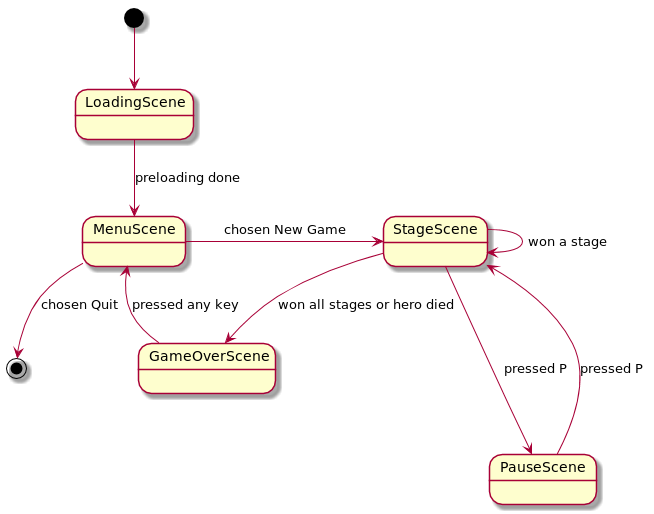 LoadingScene
preloading done
MenuScene
chosen New Game
StageScene
won a stage
chosen Quit
pressed any key
won all stages or hero died
GameOverScene
pressed P
pressed P
PauseScene